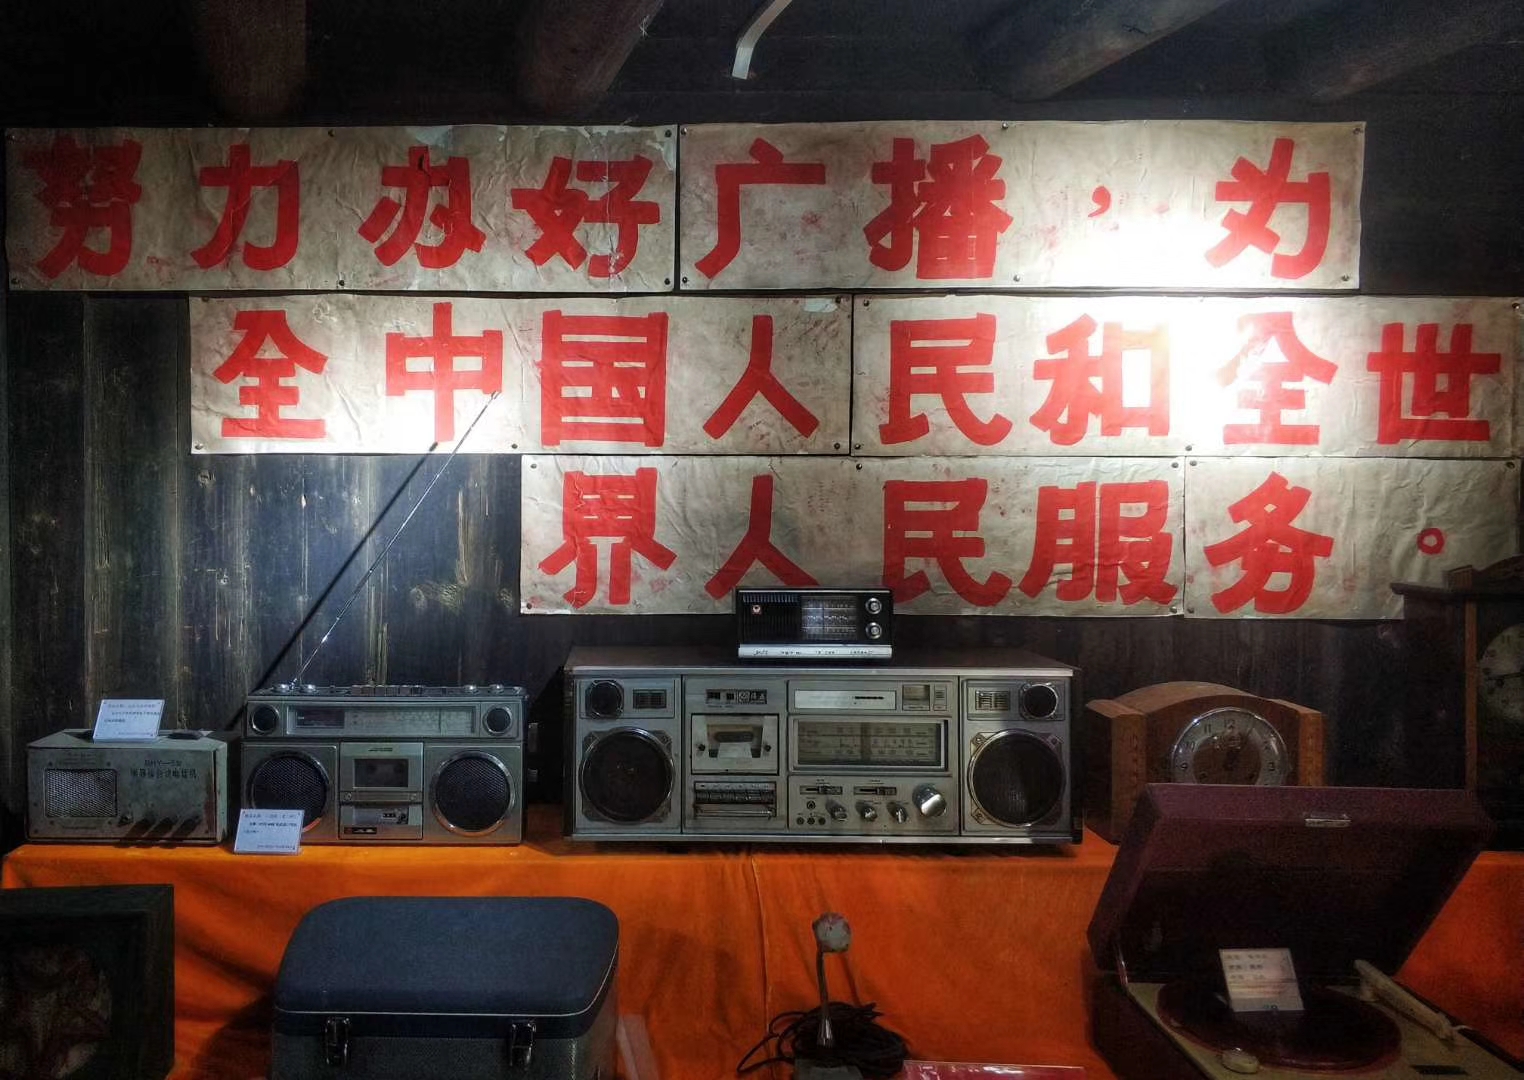 努力办好广播，为
全中国人民和全世
界人民服务。